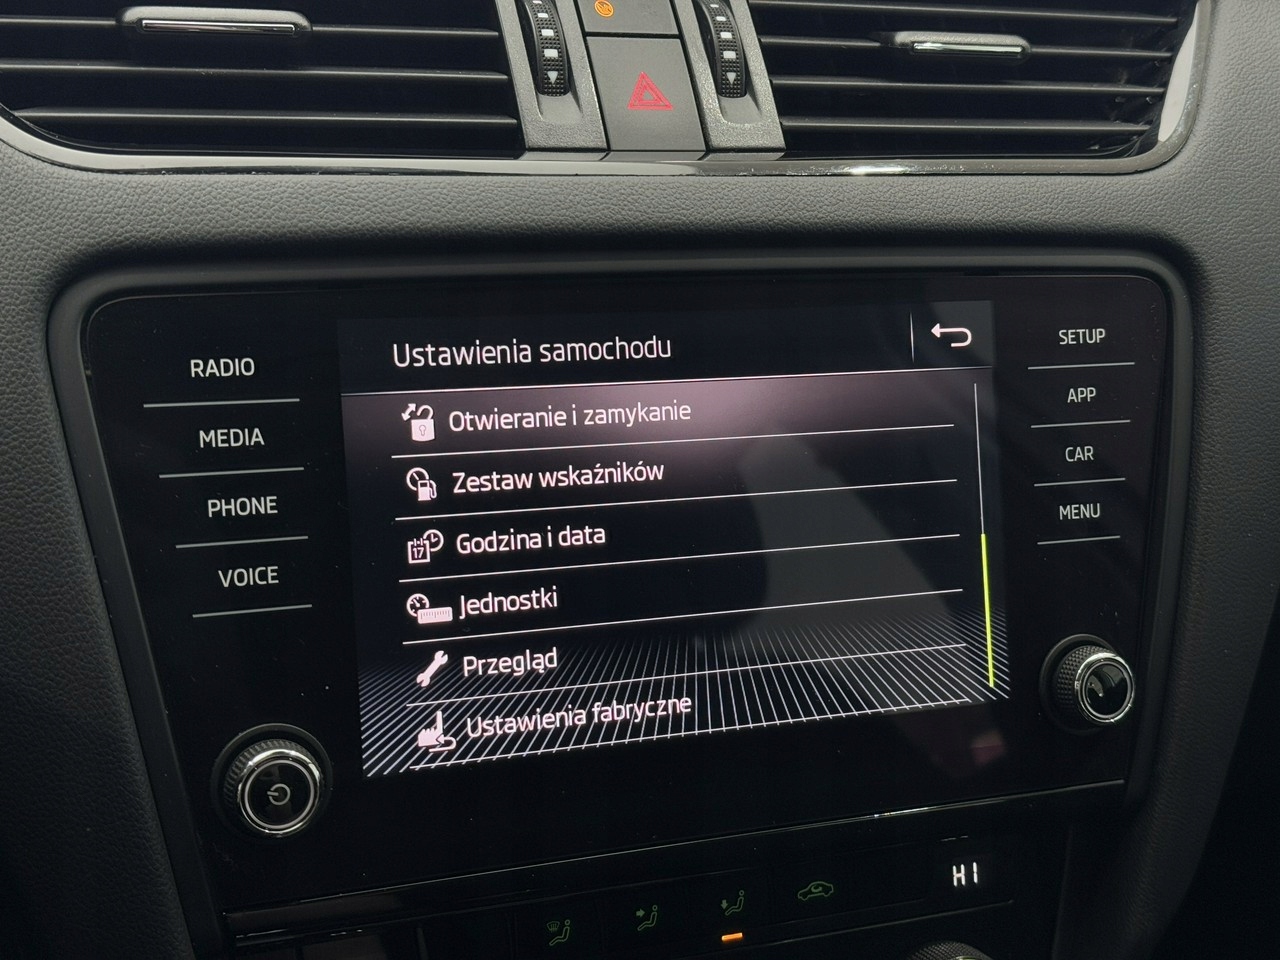 Ustawienia samochodu
RADIO
MEDIA
PHONE
VOICE
Otwieranie i zamykanie
Zestaw wskaźników
Godzina i data
17
Jednostki
Przegląd
Ustawienia fabryczne
SETUP
APP
CAR
MENU
HI